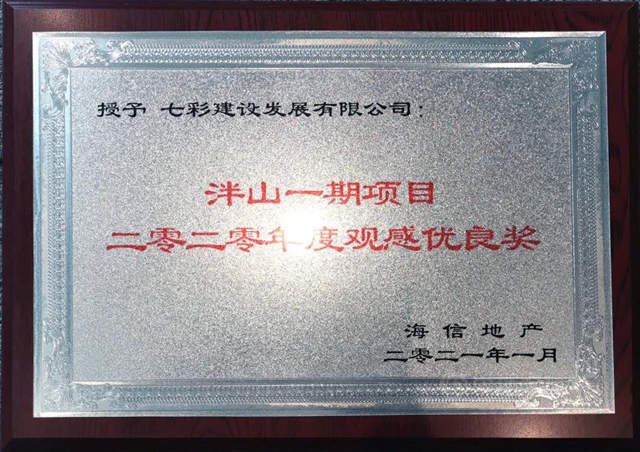 授予 七彩建设发展有限公司：
泮山一期项目
二零二零年度观感优良奖
海信地产
二零二一年一月